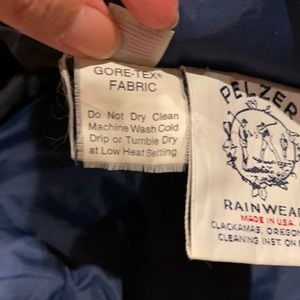 GORE-TEX®
FABRIC
Do Not Dry Clean
Machine Wash Cold
Drip or Tumble Dry
at Low Heat Setting
PELZER
RAINWEAR
MADE IN U.S.A.
CLACKAMAS, OREGON
CLEANING INST. ON